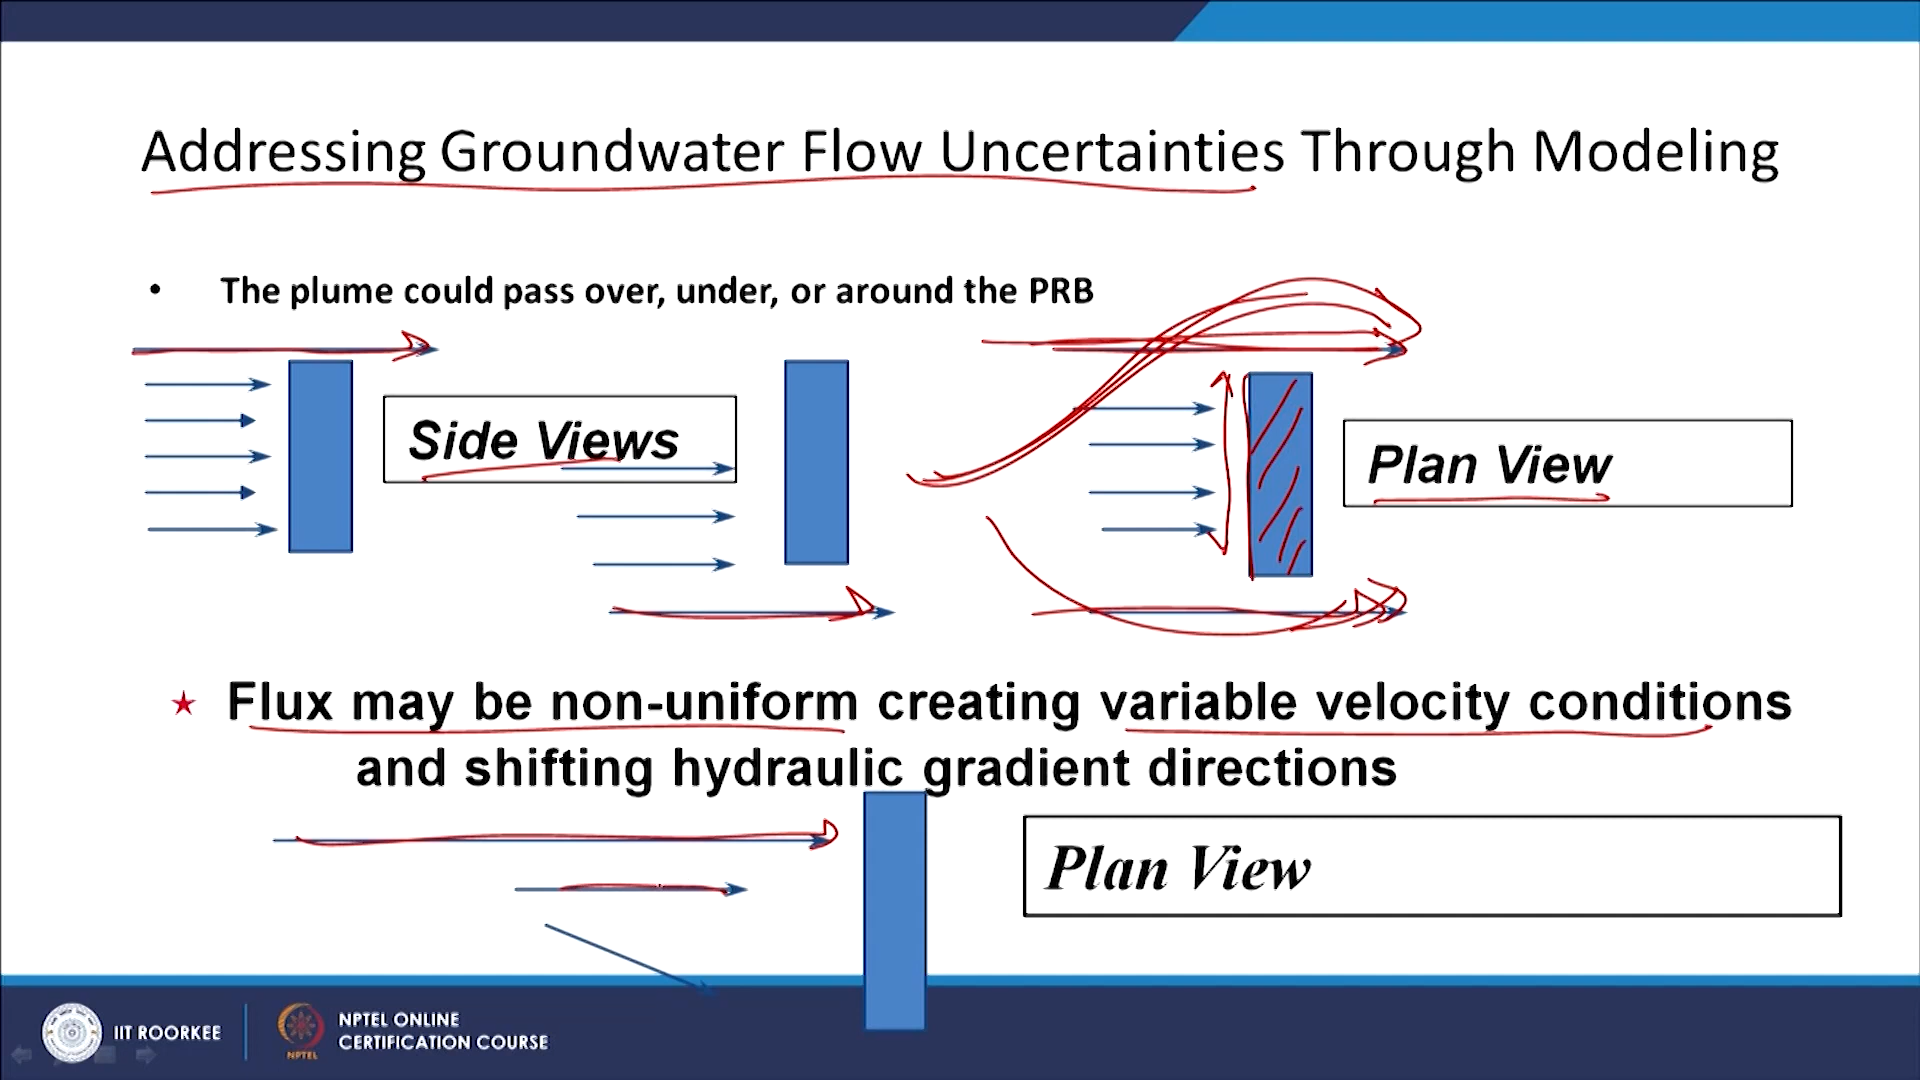 Addressing Groundwater Flow Uncertainties Through Modeling
• The plume could pass over, under, or around the PRB
Side Views
Plan View
★ Flux may be non-uniform creating variable velocity conditions
and shifting hydraulic gradient directions
Plan View
IIT ROORKEE
NPTEL
NPTEL ONLINE
CERTIFICATION COURSE